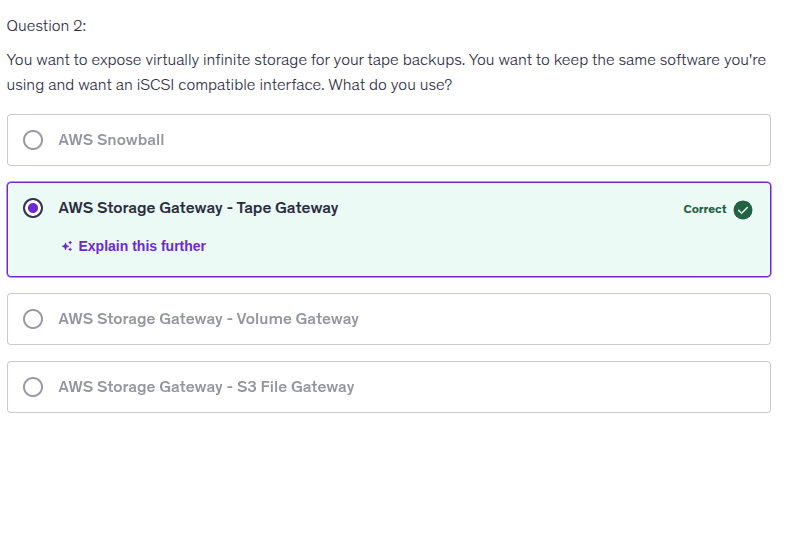 Question 2:
You want to expose virtually infinite storage for your tape backups. You want to keep the same software you're
using and want an iSCSI compatible interface. What do you use?
AWS Snowball
AWS Storage Gateway - Tape Gateway
Correct
Explain this further
AWS Storage Gateway - Volume Gateway
AWS Storage Gateway - S3 File Gateway